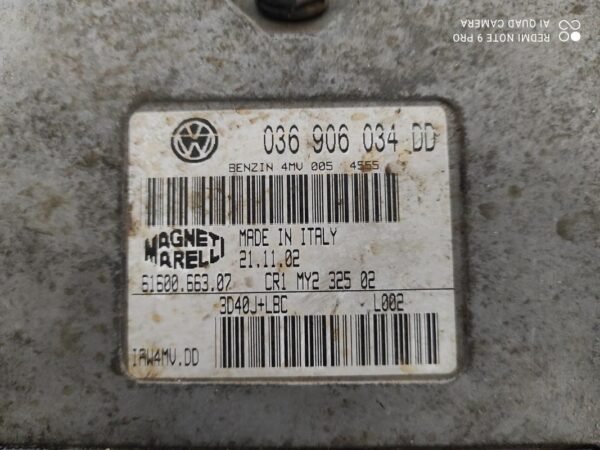 REDMI NOTE 9 PRO
AI QUAD CAMERA
036 906 034 DD
BENZIN 4MV 005 4555
MAGNETI
MARELLI
MADE IN ITALY
21.11.02
61600.663.07 CR1 MY2 325 02
3D40J+LBC L002
IAW4MV.DD